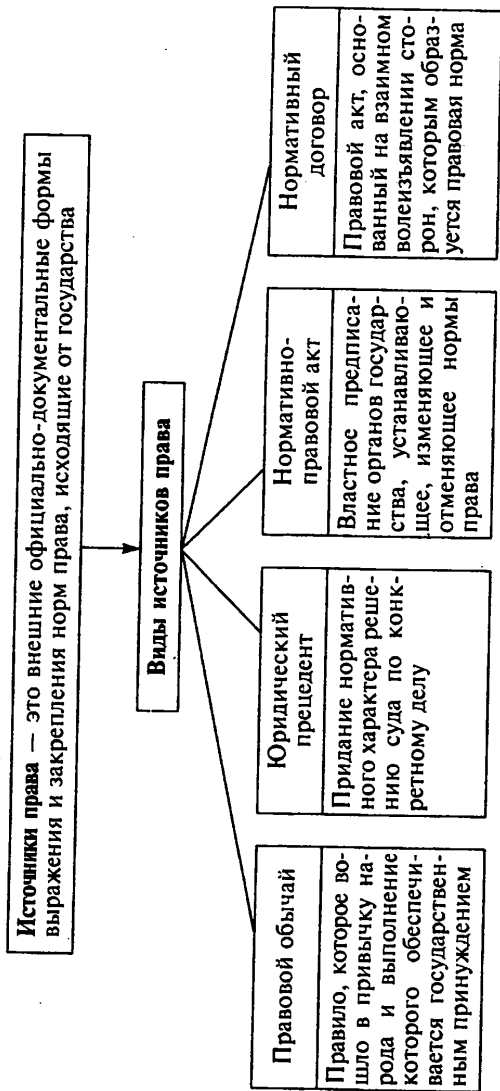 Источники права — это внешние официально-документальные формы
выражения и закрепления норм права, исходящие от государства
Виды источников права
Правовой обычай
Правило, которое во-
шло в привычку на-
рода и выполнение
которого обеспечи-
вается государствен-
ным принуждением
Юридический
прецедент
Придание норматив-
ного характера реше-
нию суда по конк-
ретному делу
Нормативно-
правовой акт
Властное предписа-
ние органов государ-
ства, устанавливаю-
щее, изменяющее и
отменяющее нормы
права
Нормативный
договор
Правовой акт, осно-
ванный на взаимном
волеизъявлении сто-
рон, которым образ-
уется правовая норма